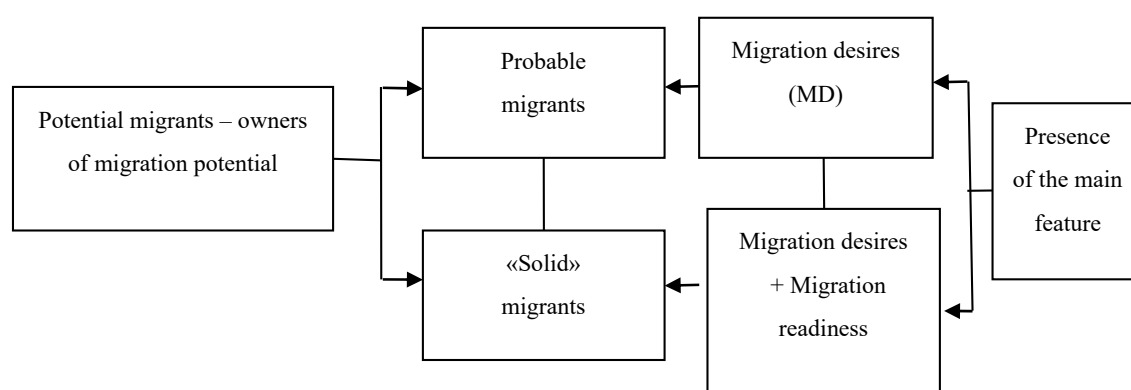 Potential migrants – owners
of migration potential
Probable
migrants
«Solid»
migrants
Migration desires
(MD)
Migration desires
+ Migration
readiness
Presence
of the main
feature